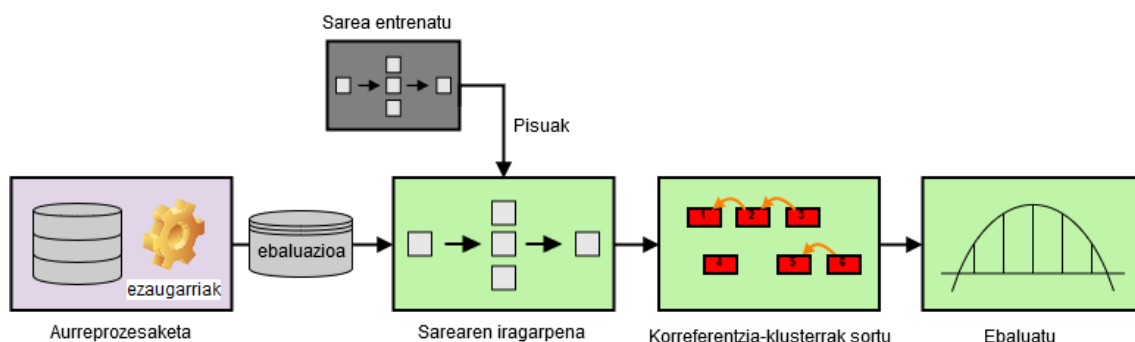 Sarea entrenatu
Pisuak
ezaugarriak
ebaluazioa
1 2 3
4 5 6
Aurreprozesaketa
Sarearen iragarpena
Korreferentzia-klusterrak sortu
Ebaluatu